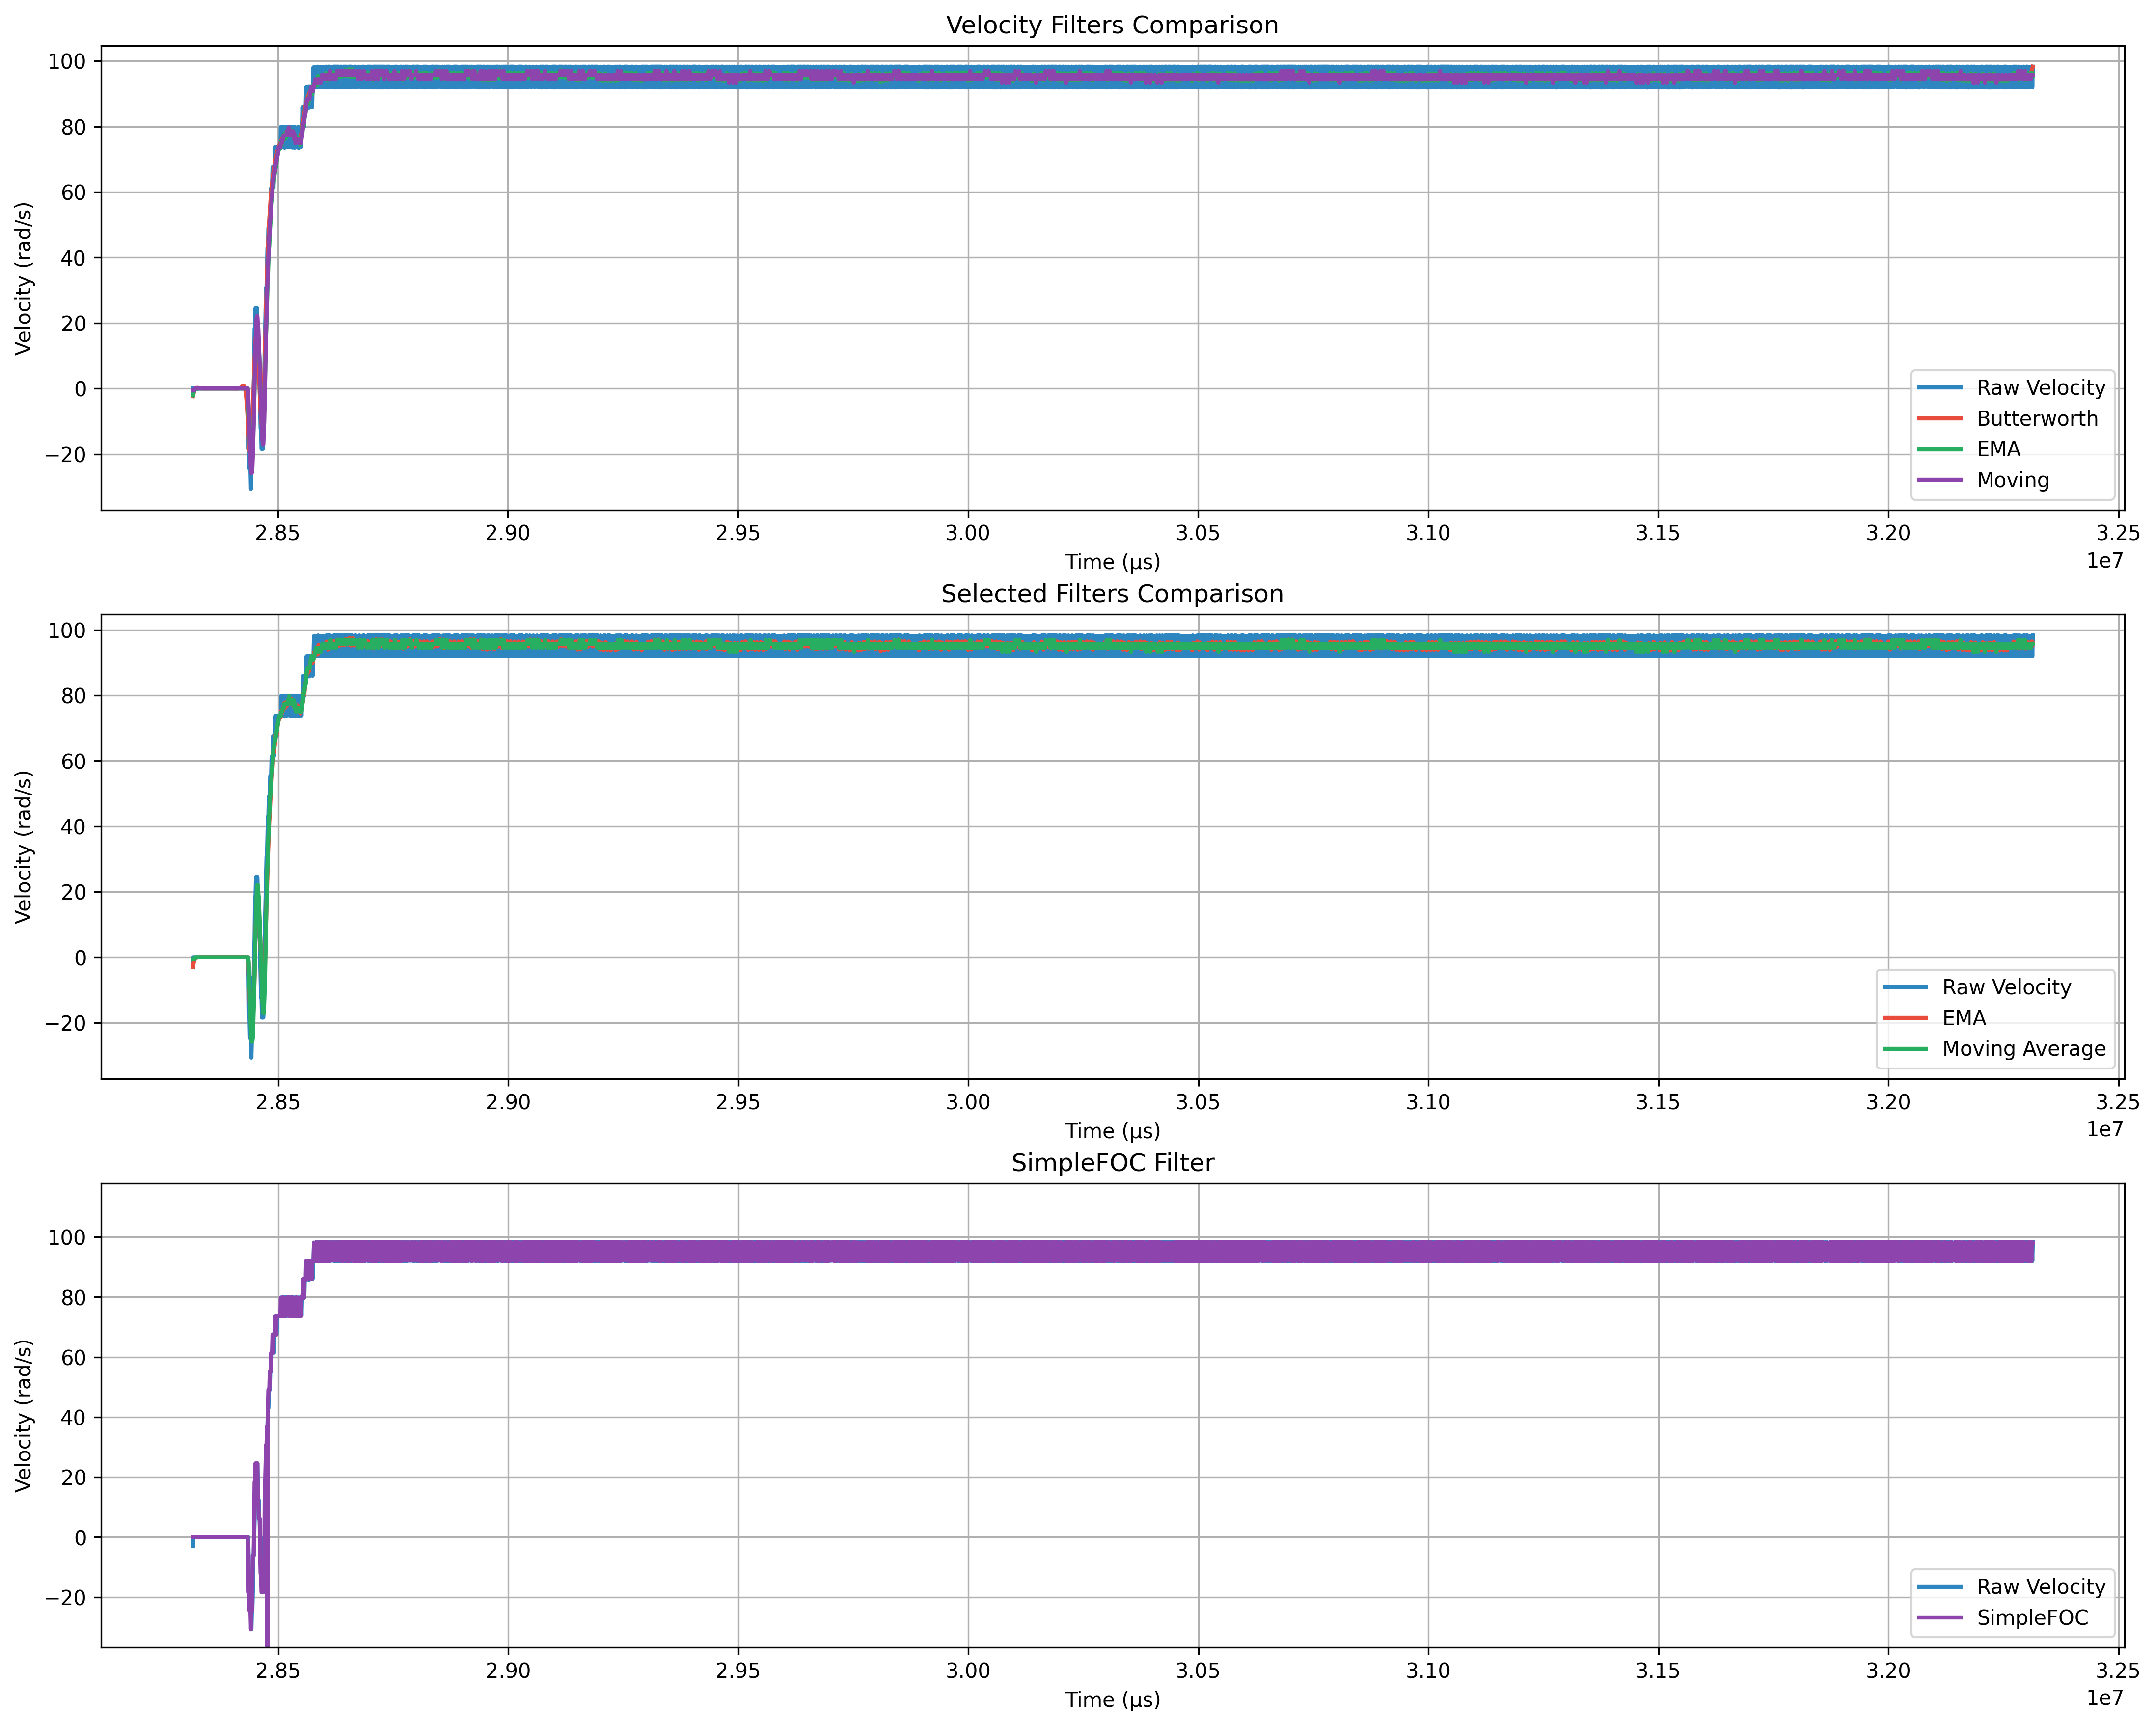 Velocity Filters Comparison
Velocity (rad/s)
100
80
60
40
20
0
−20
Raw Velocity
Butterworth
EMA
Moving
2.85 2.90 2.95 3.00 3.05 3.10 3.15 3.20 3.25
1e7
Time (µs)
Selected Filters Comparison
Velocity (rad/s)
100
80
60
40
20
0
−20
Raw Velocity
EMA
Moving Average
2.85 2.90 2.95 3.00 3.05 3.10 3.15 3.20 3.25
1e7
Time (µs)
SimpleFOC Filter
Velocity (rad/s)
100
80
60
40
20
0
−20
Raw Velocity
SimpleFOC
2.85 2.90 2.95 3.00 3.05 3.10 3.15 3.20 3.25
1e7
Time (µs)